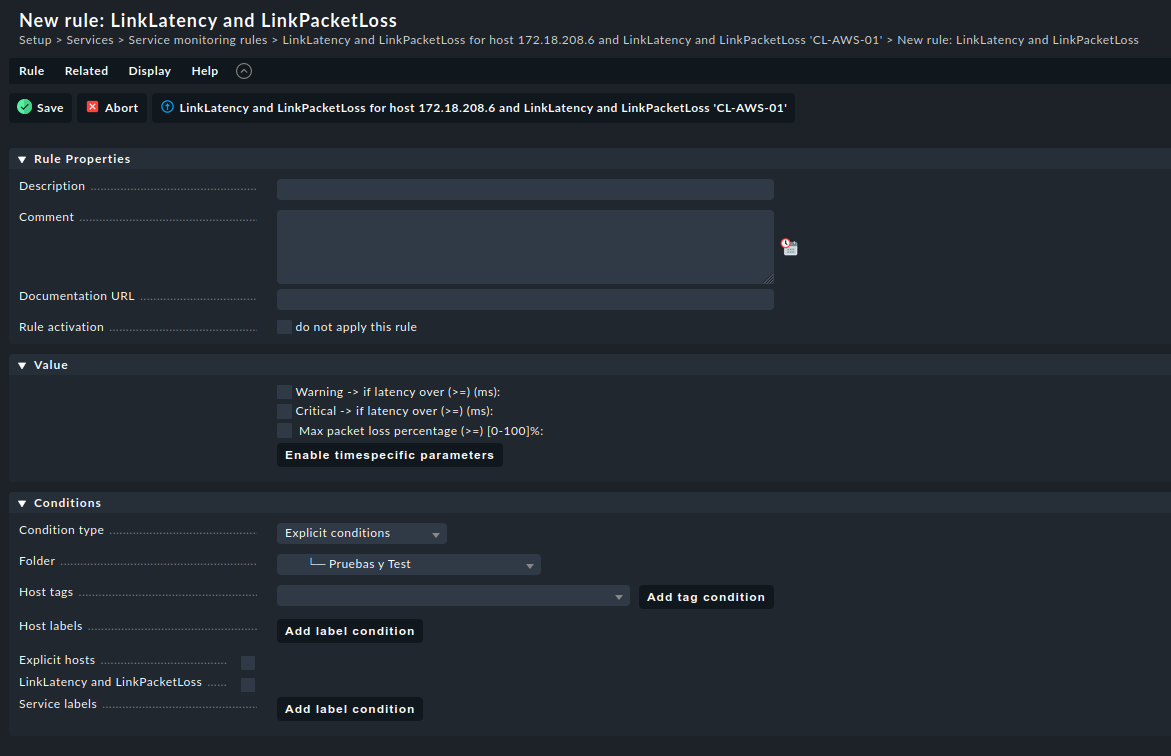 New rule: LinkLatency and LinkPacketLoss
Setup > Services > Service monitoring rules > LinkLatency and LinkPacketLoss for host 172.18.208.6 and LinkLatency and LinkPacketLoss 'CL-AWS-01' > New rule: LinkLatency and LinkPacketLoss
Rule Related Display Help
Save Abort LinkLatency and LinkPacketLoss for host 172.18.208.6 and LinkLatency and LinkPacketLoss 'CL-AWS-01'
Rule Properties
Description
Comment
Documentation URL
Rule activation do not apply this rule
Value
Warning -> if latency over (>=) (ms):
Critical -> if latency over (>=) (ms):
Max packet loss percentage (>=) [0-100]%:
Enable timespecific parameters
Conditions
Condition type Explicit conditions
Folder └─ Pruebas y Test
Host tags Add tag condition
Host labels Add label condition
Explicit hosts
LinkLatency and LinkPacketLoss
Service labels Add label condition